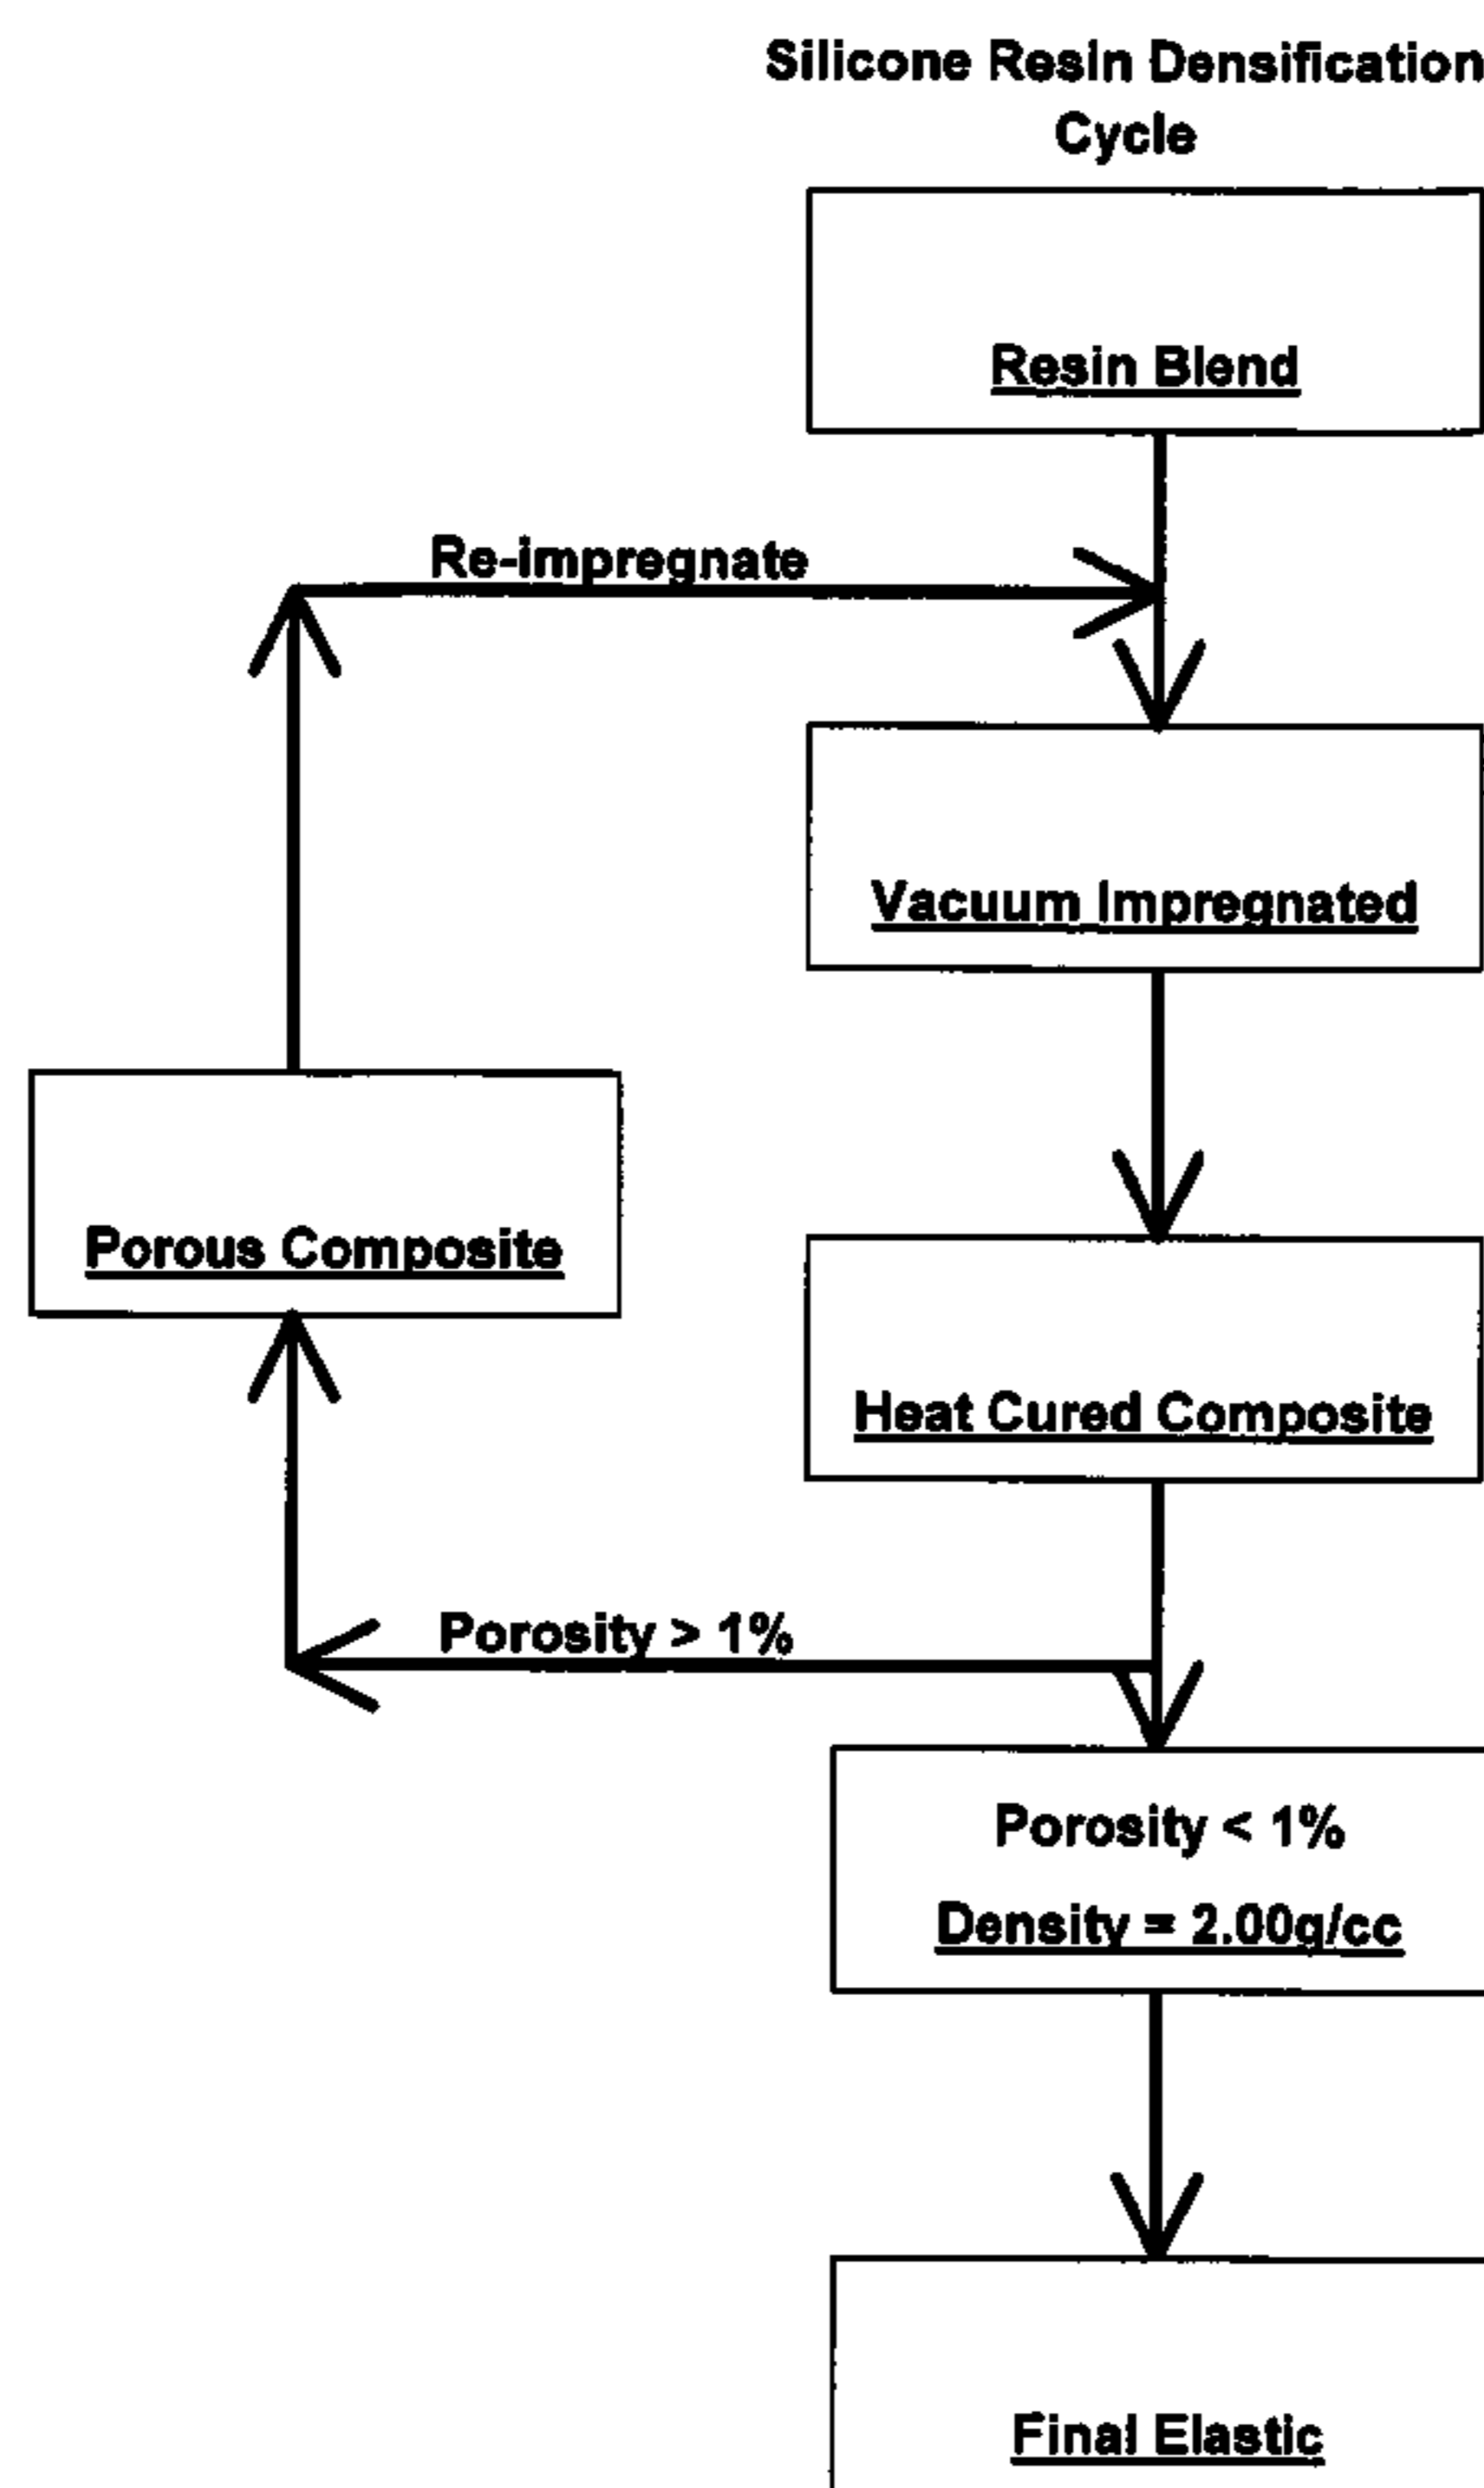 Silicone Resin Densification
Cycle
Resin Blend
Re-impregnate
Vacuum Impregnated
Porous Composite
Heat Cured Composite
Porosity > 1%
Porosity < 1%
Density = 2.00g/cc
Final Elastic